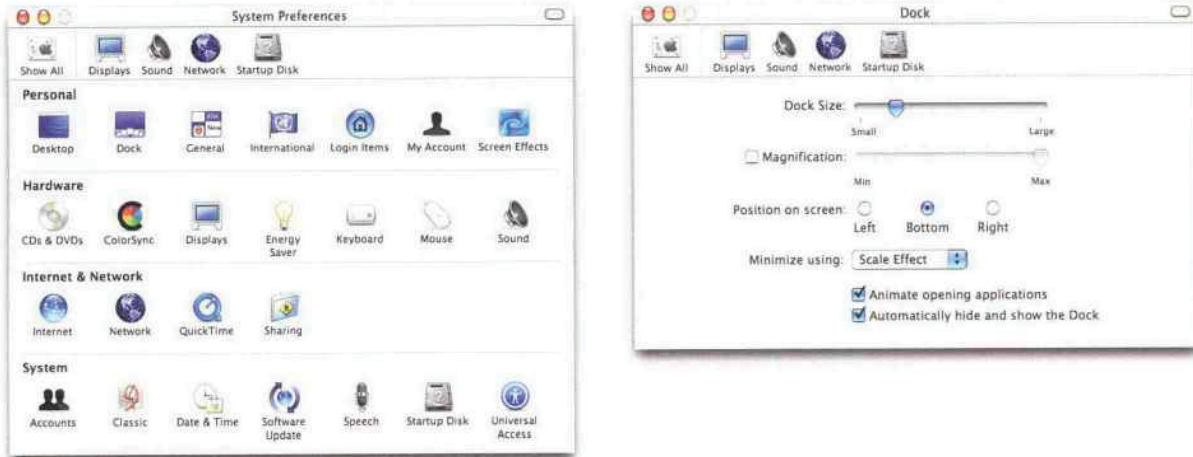 System Preferences
Show All Displays Sound Network Startup Disk
Personal
Desktop Dock General International Login Items My Account Screen Effects
Hardware
CDs & DVDs ColorSync Displays Energy Saver Keyboard Mouse Sound
Internet & Network
Internet Network QuickTime Sharing
System
Accounts Classic Date & Time Software Update Speech Startup Disk Universal Access
Dock
Show All Displays Sound Network Startup Disk
Dock Size:
Small Large
Magnification:
Min Max
Position on screen:
Left Bottom Right
Minimize using: Scale Effect
Animate opening applications
Automatically hide and show the Dock